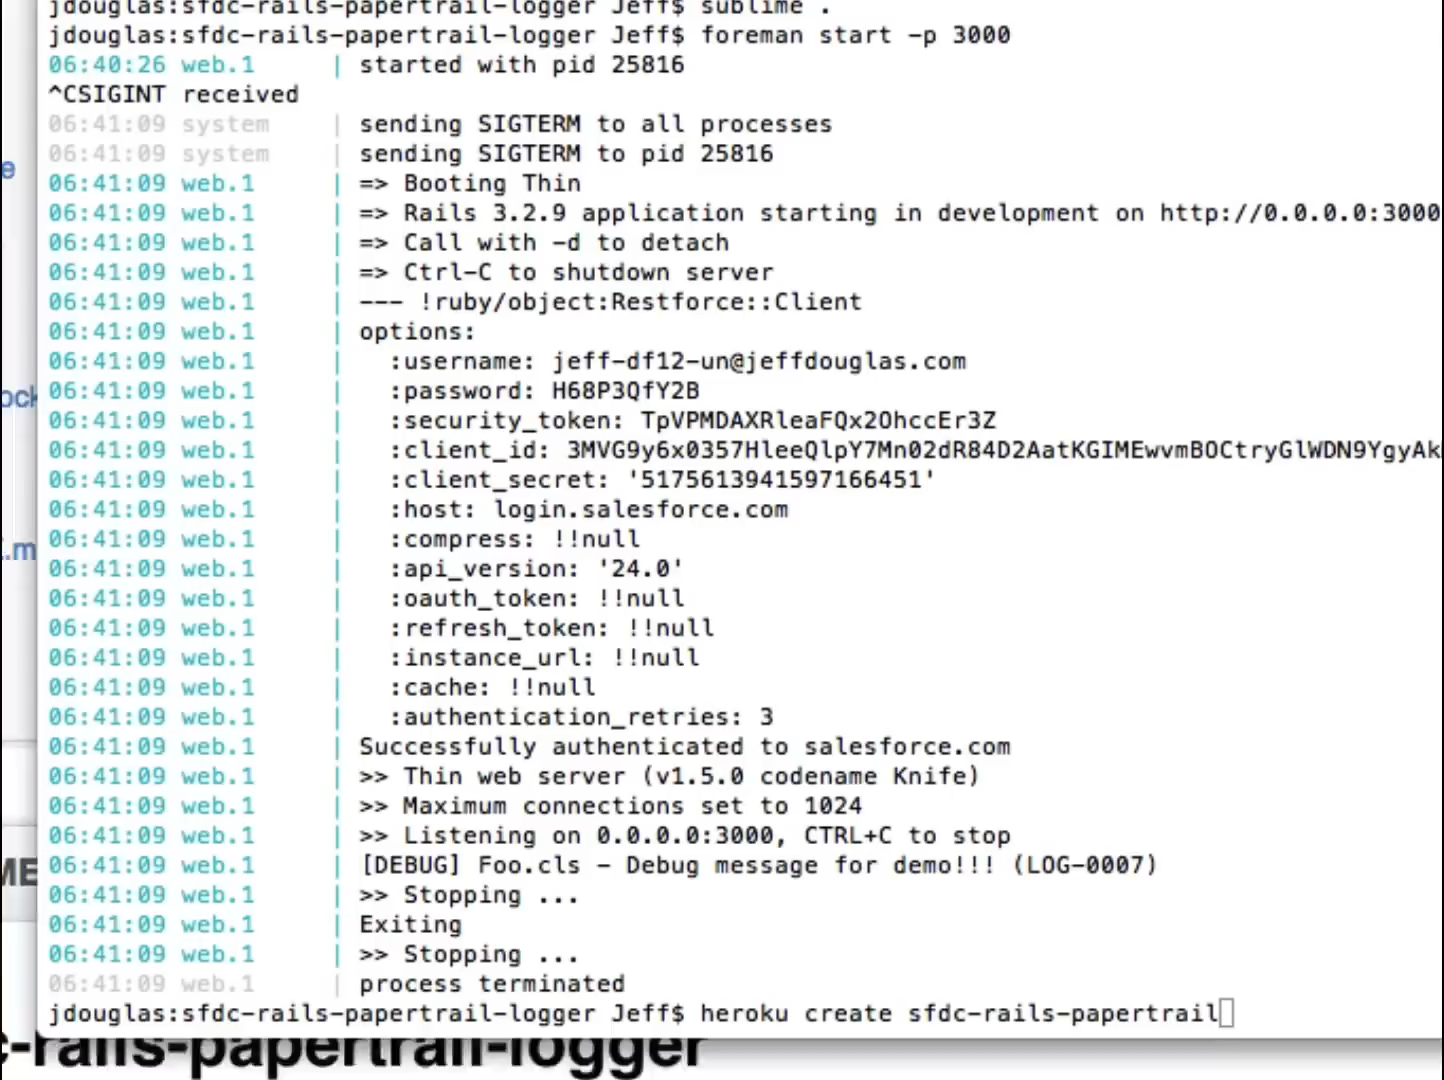 jdouglas:sfdc-rails-papertrail-logger Jeff$ sublime .
jdouglas:sfdc-rails-papertrail-logger Jeff$ foreman start -p 3000
06:40:26 web.1 | started with pid 25816
^CSIGINT received
06:41:09 system | sending SIGTERM to all processes
06:41:09 system | sending SIGTERM to pid 25816
06:41:09 web.1 | => Booting Thin
06:41:09 web.1 | => Rails 3.2.9 application starting in development on http://0.0.0.0:3000
06:41:09 web.1 | => Call with -d to detach
06:41:09 web.1 | => Ctrl-C to shutdown server
06:41:09 web.1 | --- !ruby/object:Restforce::Client
06:41:09 web.1 | options:
06:41:09 web.1 | :username: jeff-df12-un@jeffdouglas.com
06:41:09 web.1 | :password: H68P3QfY2B
06:41:09 web.1 | :security_token: TpVPMDAXRleaFQx2OhccEr3Z
06:41:09 web.1 | :client_id: 3MVG9y6x0357HleeQlpY7Mn02dR84D2AatKGIMEwvmBOCtryGlWDN9YgyAk
06:41:09 web.1 | :client_secret: '5175613941597166451'
06:41:09 web.1 | :host: login.salesforce.com
06:41:09 web.1 | :compress: !!null
06:41:09 web.1 | :api_version: '24.0'
06:41:09 web.1 | :oauth_token: !!null
06:41:09 web.1 | :refresh_token: !!null
06:41:09 web.1 | :instance_url: !!null
06:41:09 web.1 | :cache: !!null
06:41:09 web.1 | :authentication_retries: 3
06:41:09 web.1 | Successfully authenticated to salesforce.com
06:41:09 web.1 | >> Thin web server (v1.5.0 codename Knife)
06:41:09 web.1 | >> Maximum connections set to 1024
06:41:09 web.1 | >> Listening on 0.0.0.0:3000, CTRL+C to stop
06:41:09 web.1 | [DEBUG] Foo.cls - Debug message for demo!!! (LOG-0007)
06:41:09 web.1 | >> Stopping ...
06:41:09 web.1 | Exiting
06:41:09 web.1 | >> Stopping ...
06:41:09 web.1 | process terminated
jdouglas:sfdc-rails-papertrail-logger Jeff$ heroku create sfdc-rails-papertrail
c-rails-papertrail-logger